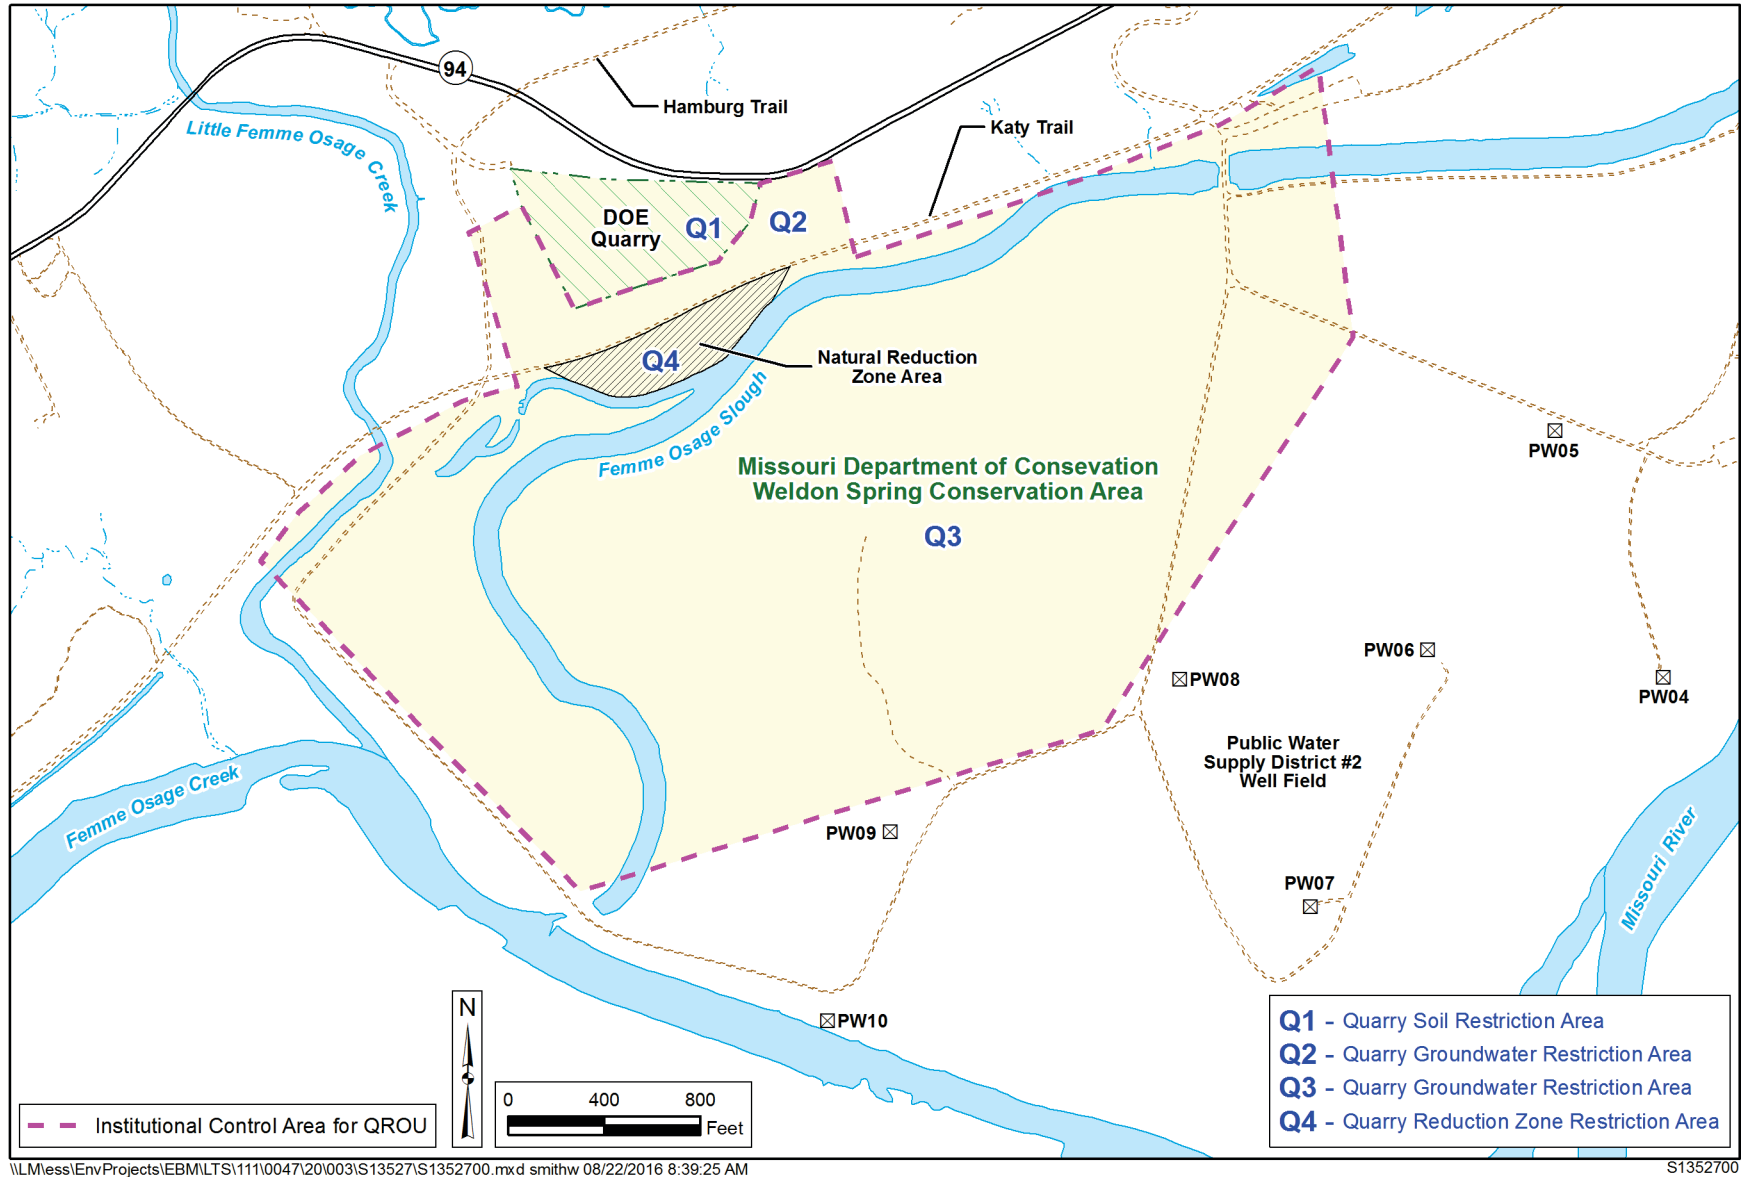 94
Hamburg Trail
Katy Trail
Little Femme Osage Creek
DOE
Quarry
Q1
Q2
Q4
Natural Reduction
Zone Area
Femme Osage Slough
Missouri Department of Consevation
Weldon Spring Conservation Area
Q3
PW05
PW06
PW08
PW04
Public Water
Supply District #2
Well Field
Femme Osage Creek
PW09
PW07
Missouri River
PW10
N
0 400 800
Feet
Institutional Control Area for QROU
Q1 - Quarry Soil Restriction Area
Q2 - Quarry Groundwater Restriction Area
Q3 - Quarry Groundwater Restriction Area
Q4 - Quarry Reduction Zone Restriction Area
\\LM\ess\EnvProjects\EBM\LTS\111\0047\20\003\S13527\S1352700.mxd smithw 08/22/2016 8:39:25 AM
S1352700